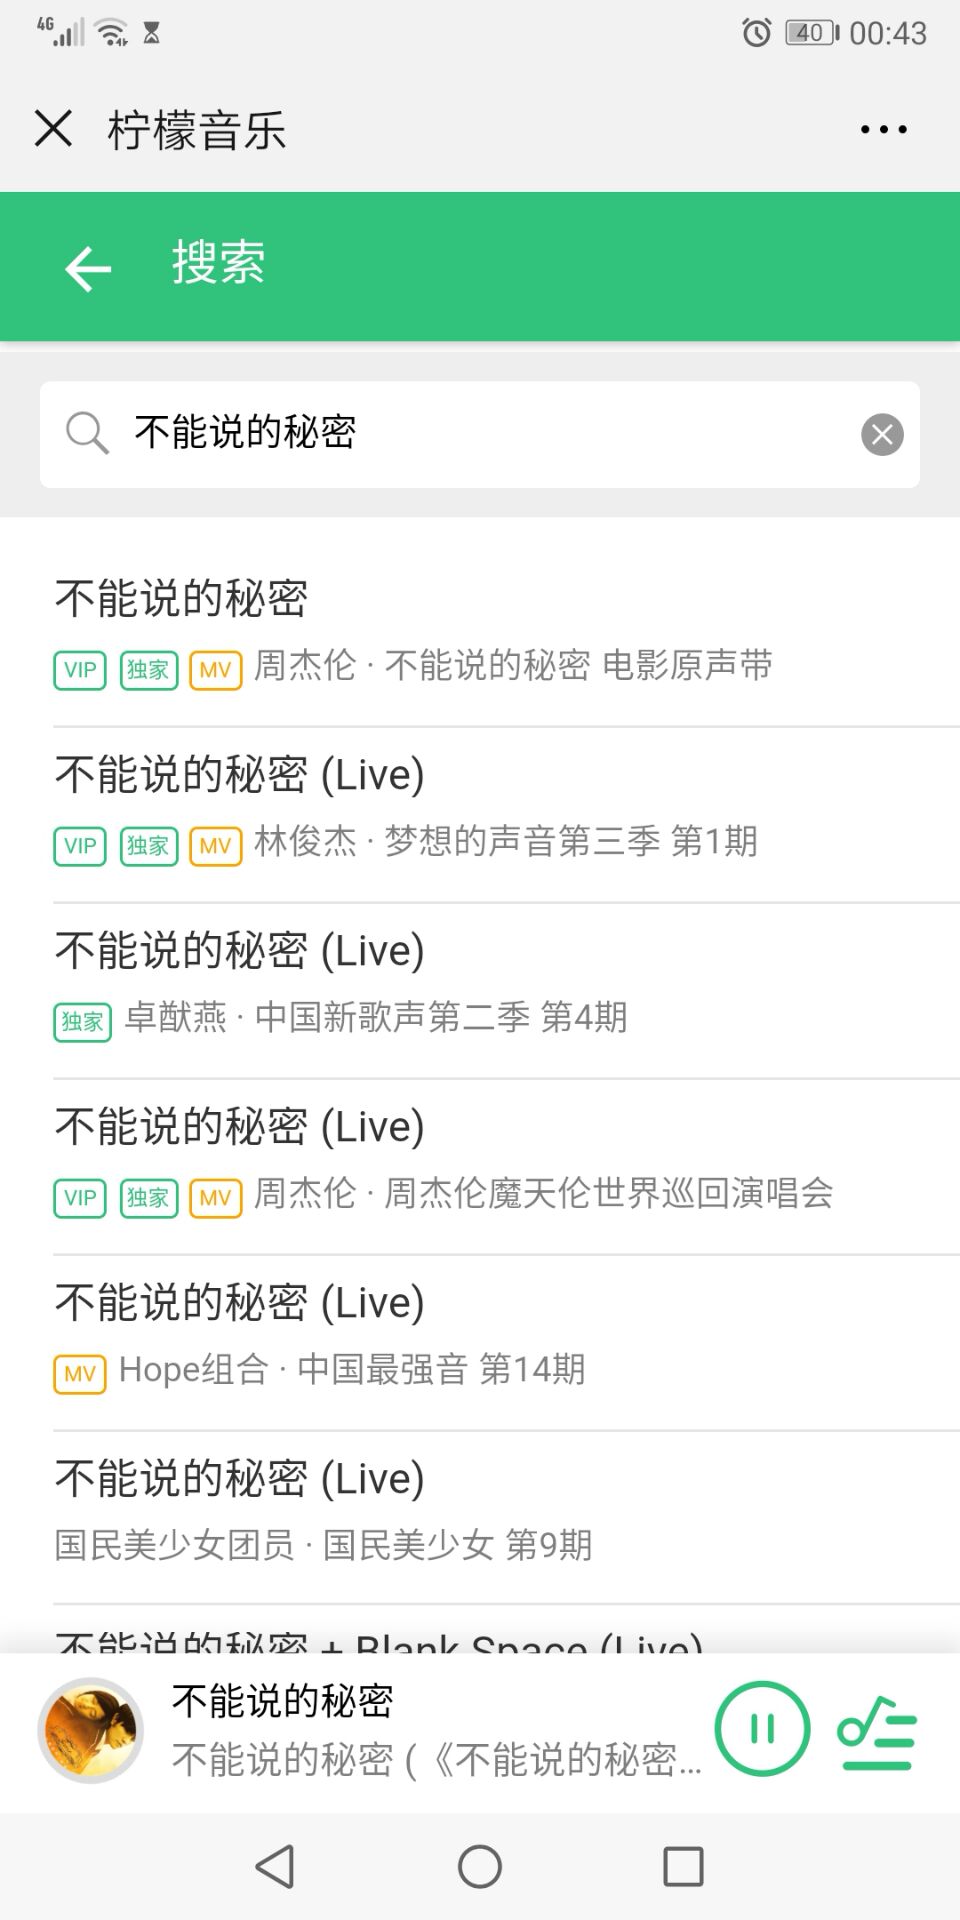 4G 40 00:43
柠檬音乐
搜索
不能说的秘密
不能说的秘密
VIP 独家 MV 周杰伦 · 不能说的秘密 电影原声带
不能说的秘密 (Live)
VIP 独家 MV 林俊杰 · 梦想的声音第三季 第1期
不能说的秘密 (Live)
独家 卓猷燕 · 中国新歌声第二季 第4期
不能说的秘密 (Live)
VIP 独家 MV 周杰伦 · 周杰伦魔天伦世界巡回演唱会
不能说的秘密 (Live)
MV Hope组合 · 中国最强音 第14期
不能说的秘密 (Live)
国民美少女团员 · 国民美少女 第9期
不能说的秘密 + Blank Space (Live)
不能说的秘密
不能说的秘密 (《不能说的秘密...